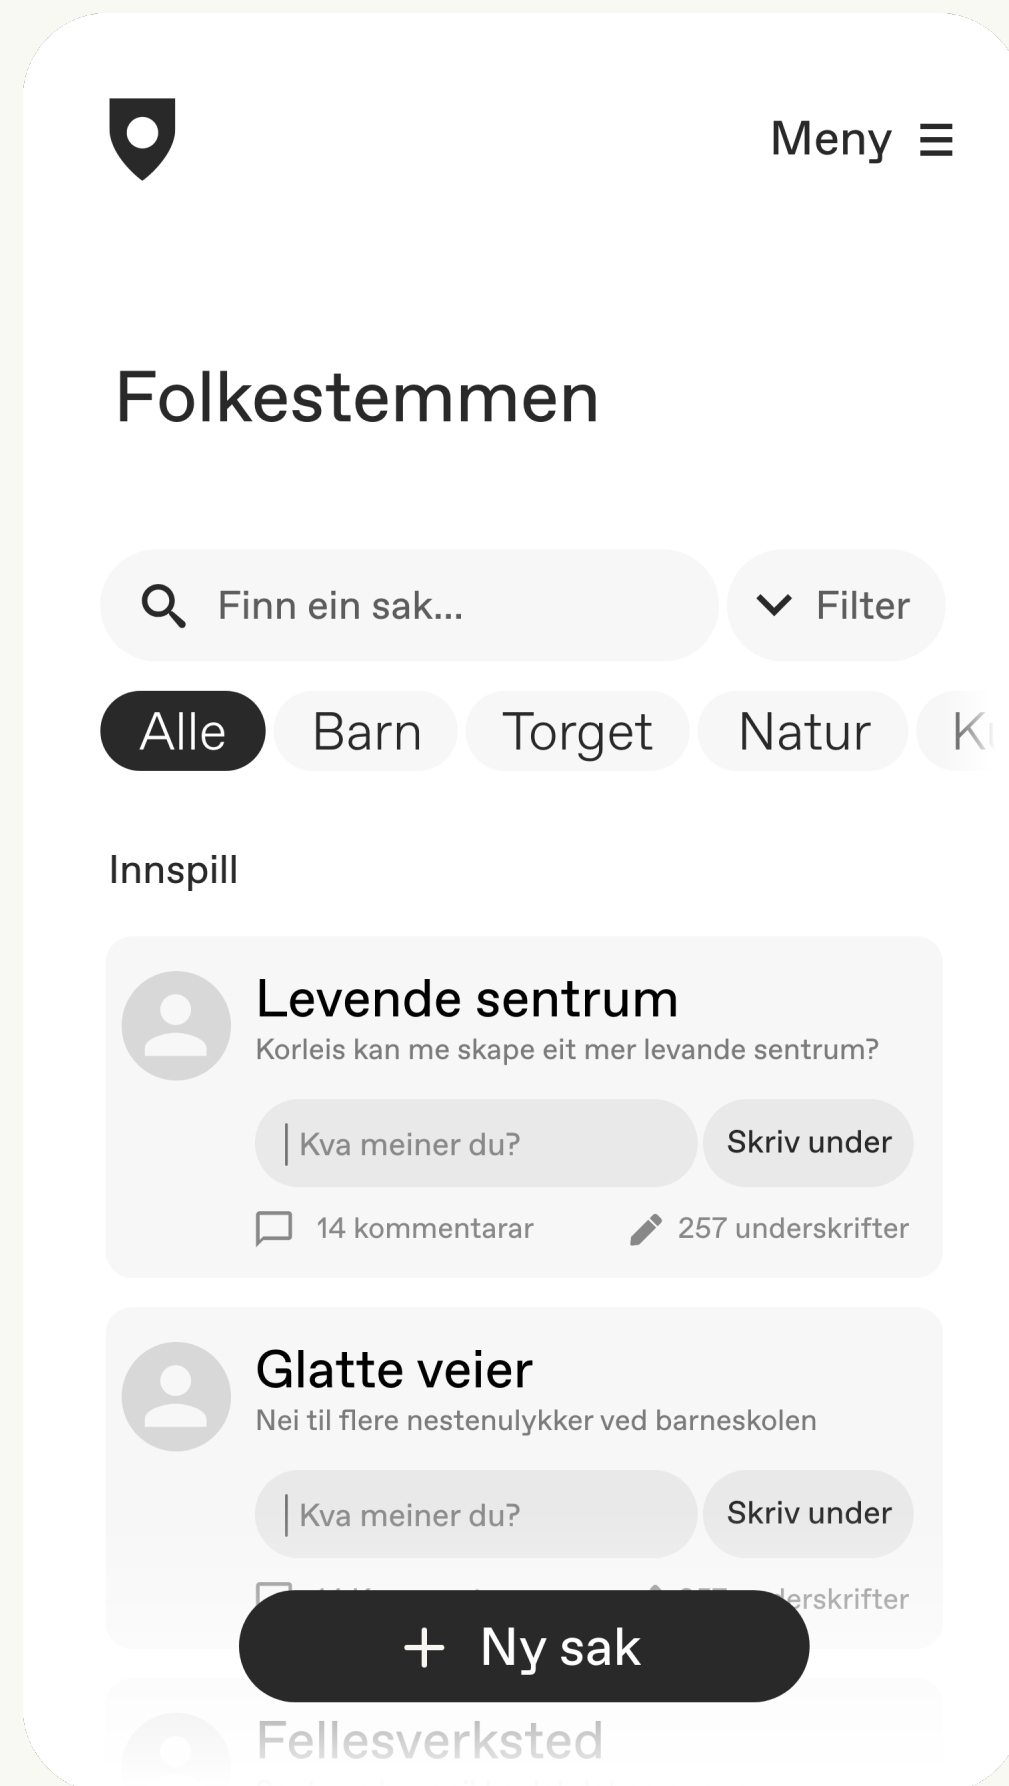 Meny
Folkestemmen
Finn ein sak...
Filter
Alle Barn Torget Natur
Innspill
Levende sentrum
Korleis kan me skape eit mer levande sentrum?
Kva meiner du?
Skriv under
14 kommentarar
257 underskrifter
Glatte veier
Nei til flere nestenulykker ved barneskolen
Kva meiner du?
Skriv under
+ Ny sak
Fellesverksted